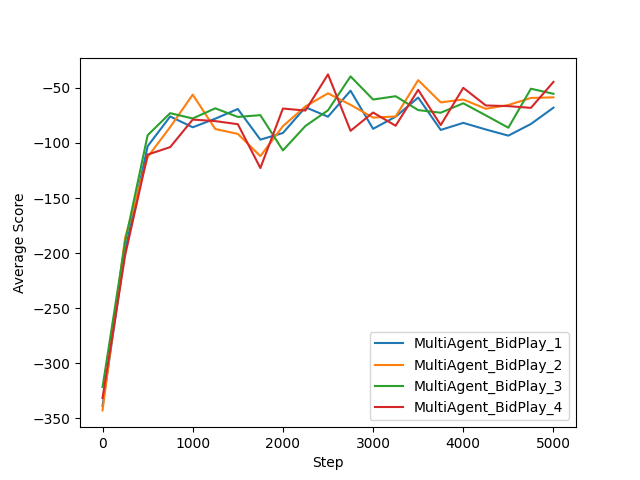 −50
−100
−150
−200
−250
−300
−350
Average Score
0 1000 2000 3000 4000 5000
Step
MultiAgent_BidPlay_1
MultiAgent_BidPlay_2
MultiAgent_BidPlay_3
MultiAgent_BidPlay_4